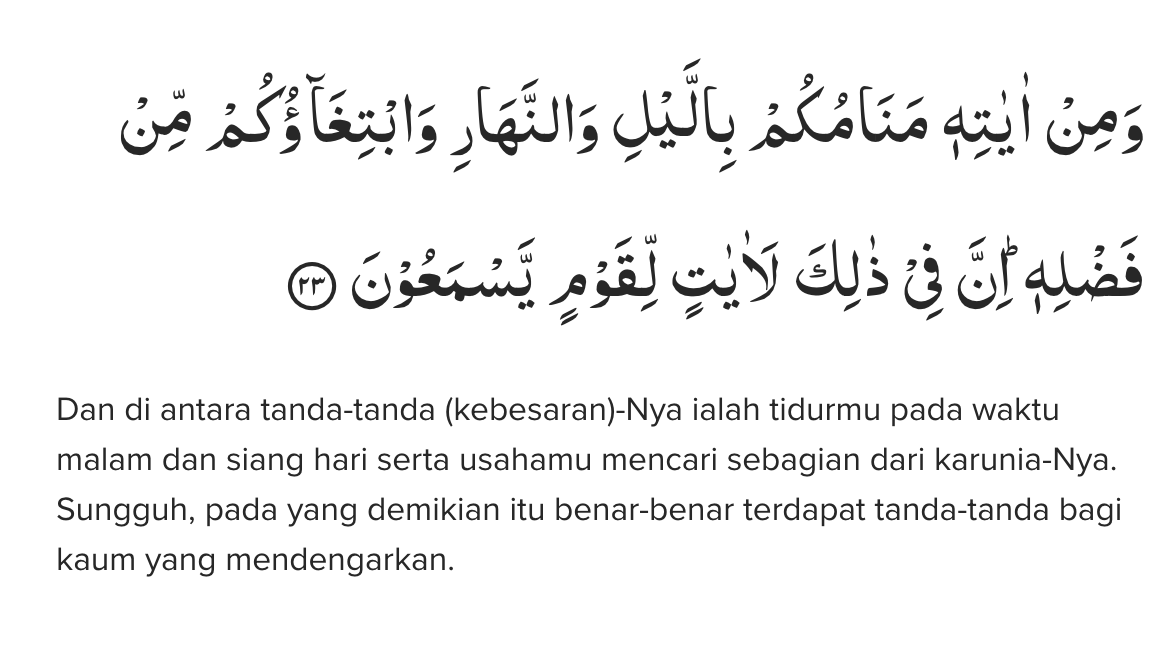 وَمِنْ اٰيٰتِهٖ مَنَامُكُمْ بِالَّيْلِ وَالنَّهَارِ وَابْتِغَاۤؤُكُمْ مِّنْ
فَضْلِهٖۗ اِنَّ فِيْ ذٰلِكَ لَاٰيٰتٍ لِّقَوْمٍ يَّسْمَعُوْنَ ٢٣
Dan di antara tanda-tanda (kebesaran)-Nya ialah tidurmu pada waktu
malam dan siang hari serta usahamu mencari sebagian dari karunia-Nya.
Sungguh, pada yang demikian itu benar-benar terdapat tanda-tanda bagi
kaum yang mendengarkan.